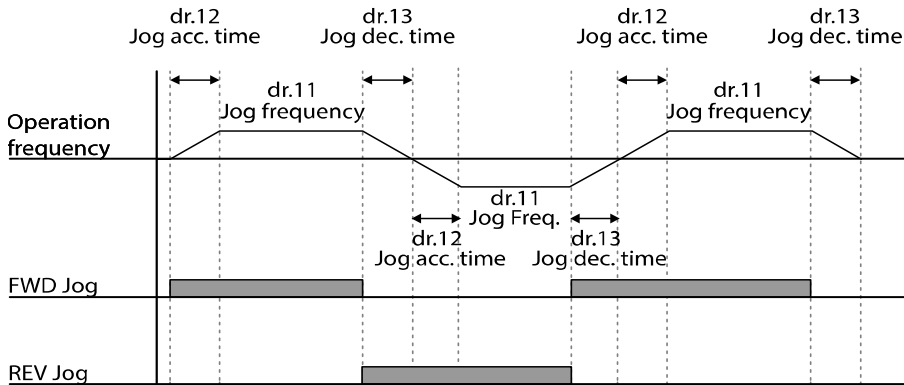 dr.12
Jog acc. time
dr.13
Jog dec. time
dr.12
Jog acc. time
dr.13
Jog dec. time
dr.11
Jog frequency
dr.11
Jog frequency
Operation
frequency
dr.11
Jog Freq.
dr.12
Jog acc. time
dr.13
Jog dec. time
FWD Jog
REV Jog